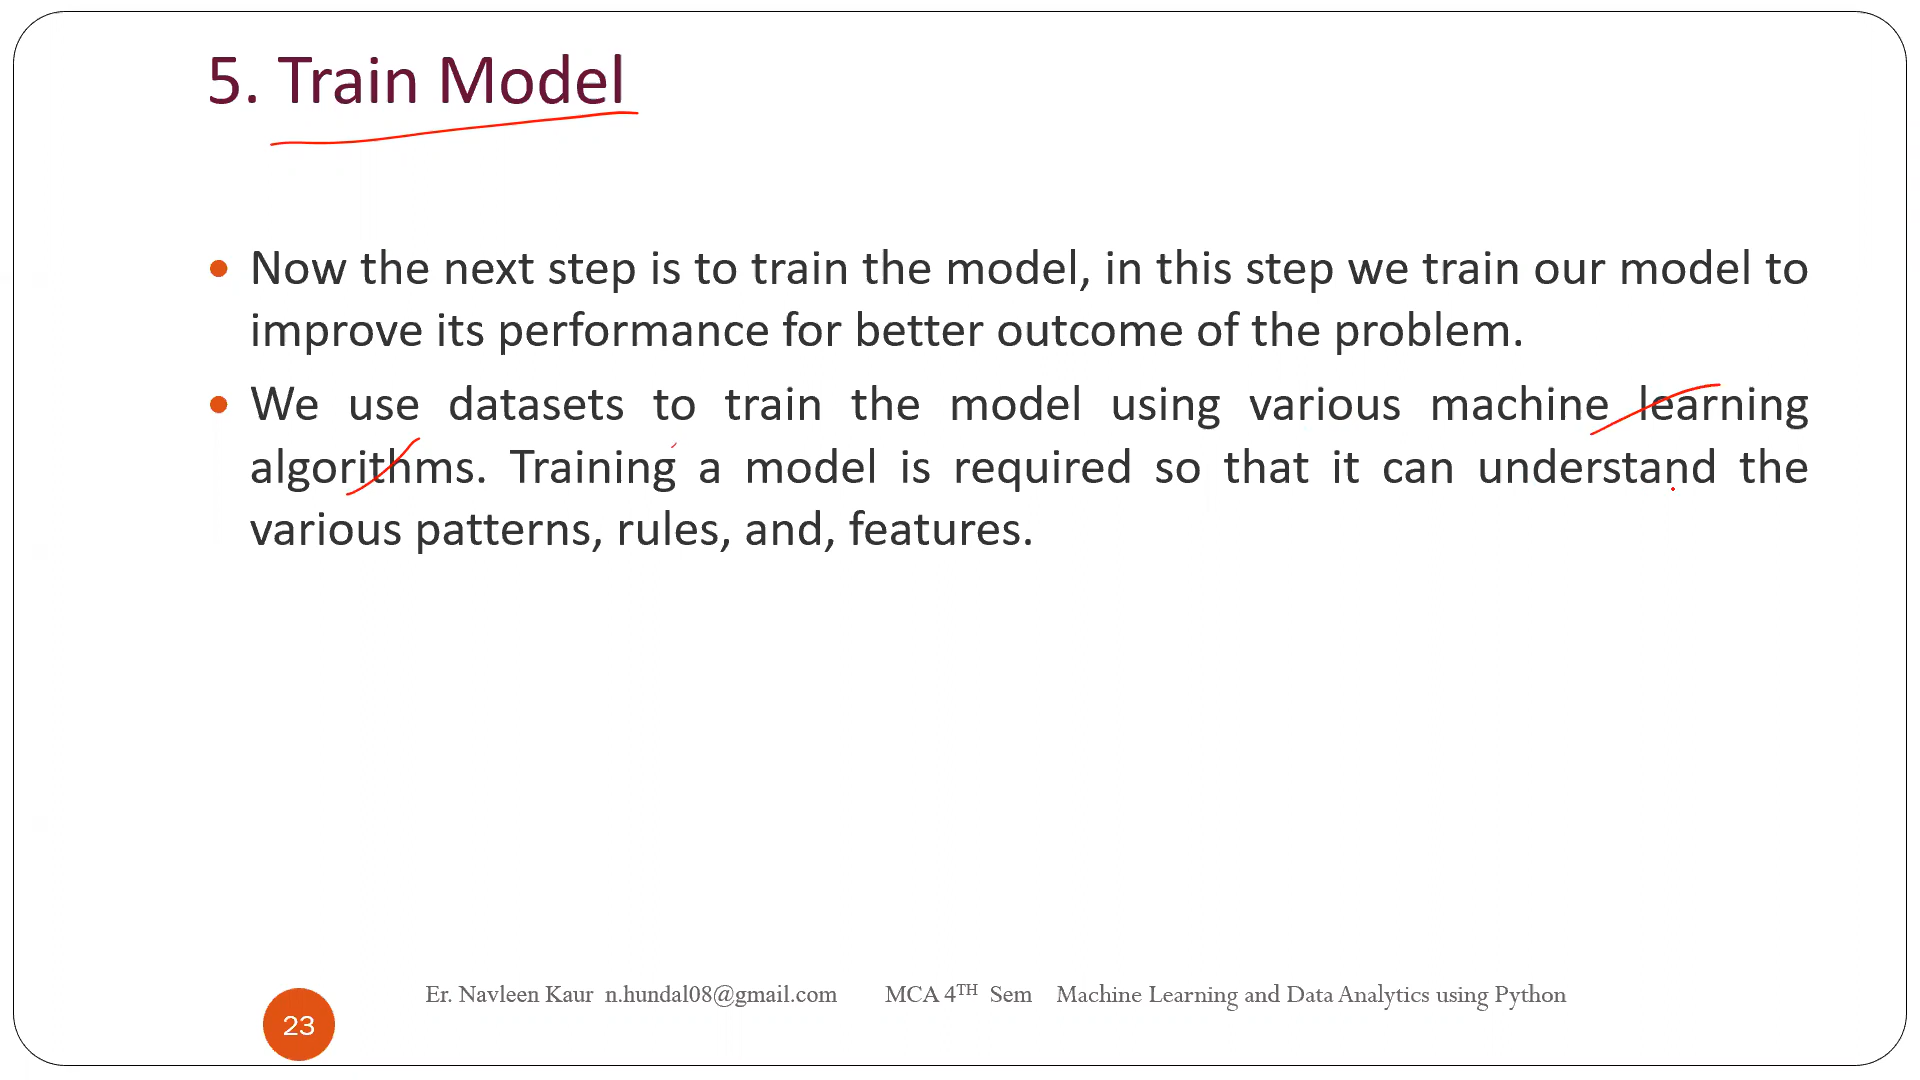 5. Train Model
• Now the next step is to train the model, in this step we train our model to
improve its performance for better outcome of the problem.
• We use datasets to train the model using various machine learning
algorithms. Training a model is required so that it can understand the
various patterns, rules, and, features.
Er. Navleen Kaur n.hundal08@gmail.com MCA 4TH Sem Machine Learning and Data Analytics using Python
23